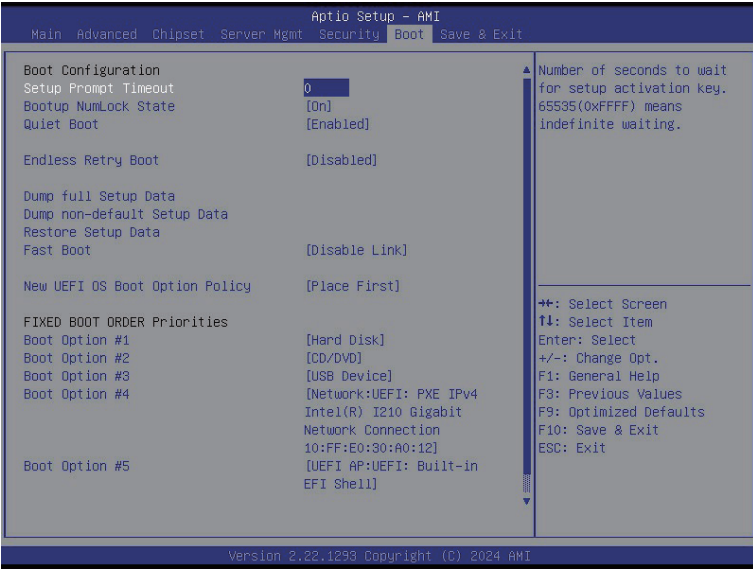 Aptio Setup – AMI
Main Advanced Chipset Server Mgmt Security Boot Save & Exit
Boot Configuration
Setup Prompt Timeout 0
Bootup NumLock State [On]
Quiet Boot [Enabled]
Endless Retry Boot [Disabled]
Dump full Setup Data
Dump non-default Setup Data
Restore Setup Data
Fast Boot [Disable Link]
New UEFI OS Boot Option Policy [Place First]
FIXED BOOT ORDER Priorities
Boot Option #1 [Hard Disk]
Boot Option #2 [CD/DVD]
Boot Option #3 [USB Device]
Boot Option #4 [Network:UEFI: PXE IPv4
Intel(R) I210 Gigabit
Network Connection
10:FF:E0:30:A0:12]
Boot Option #5 [UEFI AP:UEFI: Built-in
EFI Shell]
Number of seconds to wait
for setup activation key.
65535(0xFFFF) means
indefinite waiting.
→←: Select Screen
↑↓: Select Item
Enter: Select
+/-: Change Opt.
F1: General Help
F3: Previous Values
F9: Optimized Defaults
F10: Save & Exit
ESC: Exit
Version 2.22.1293 Copyright (C) 2024 AMI